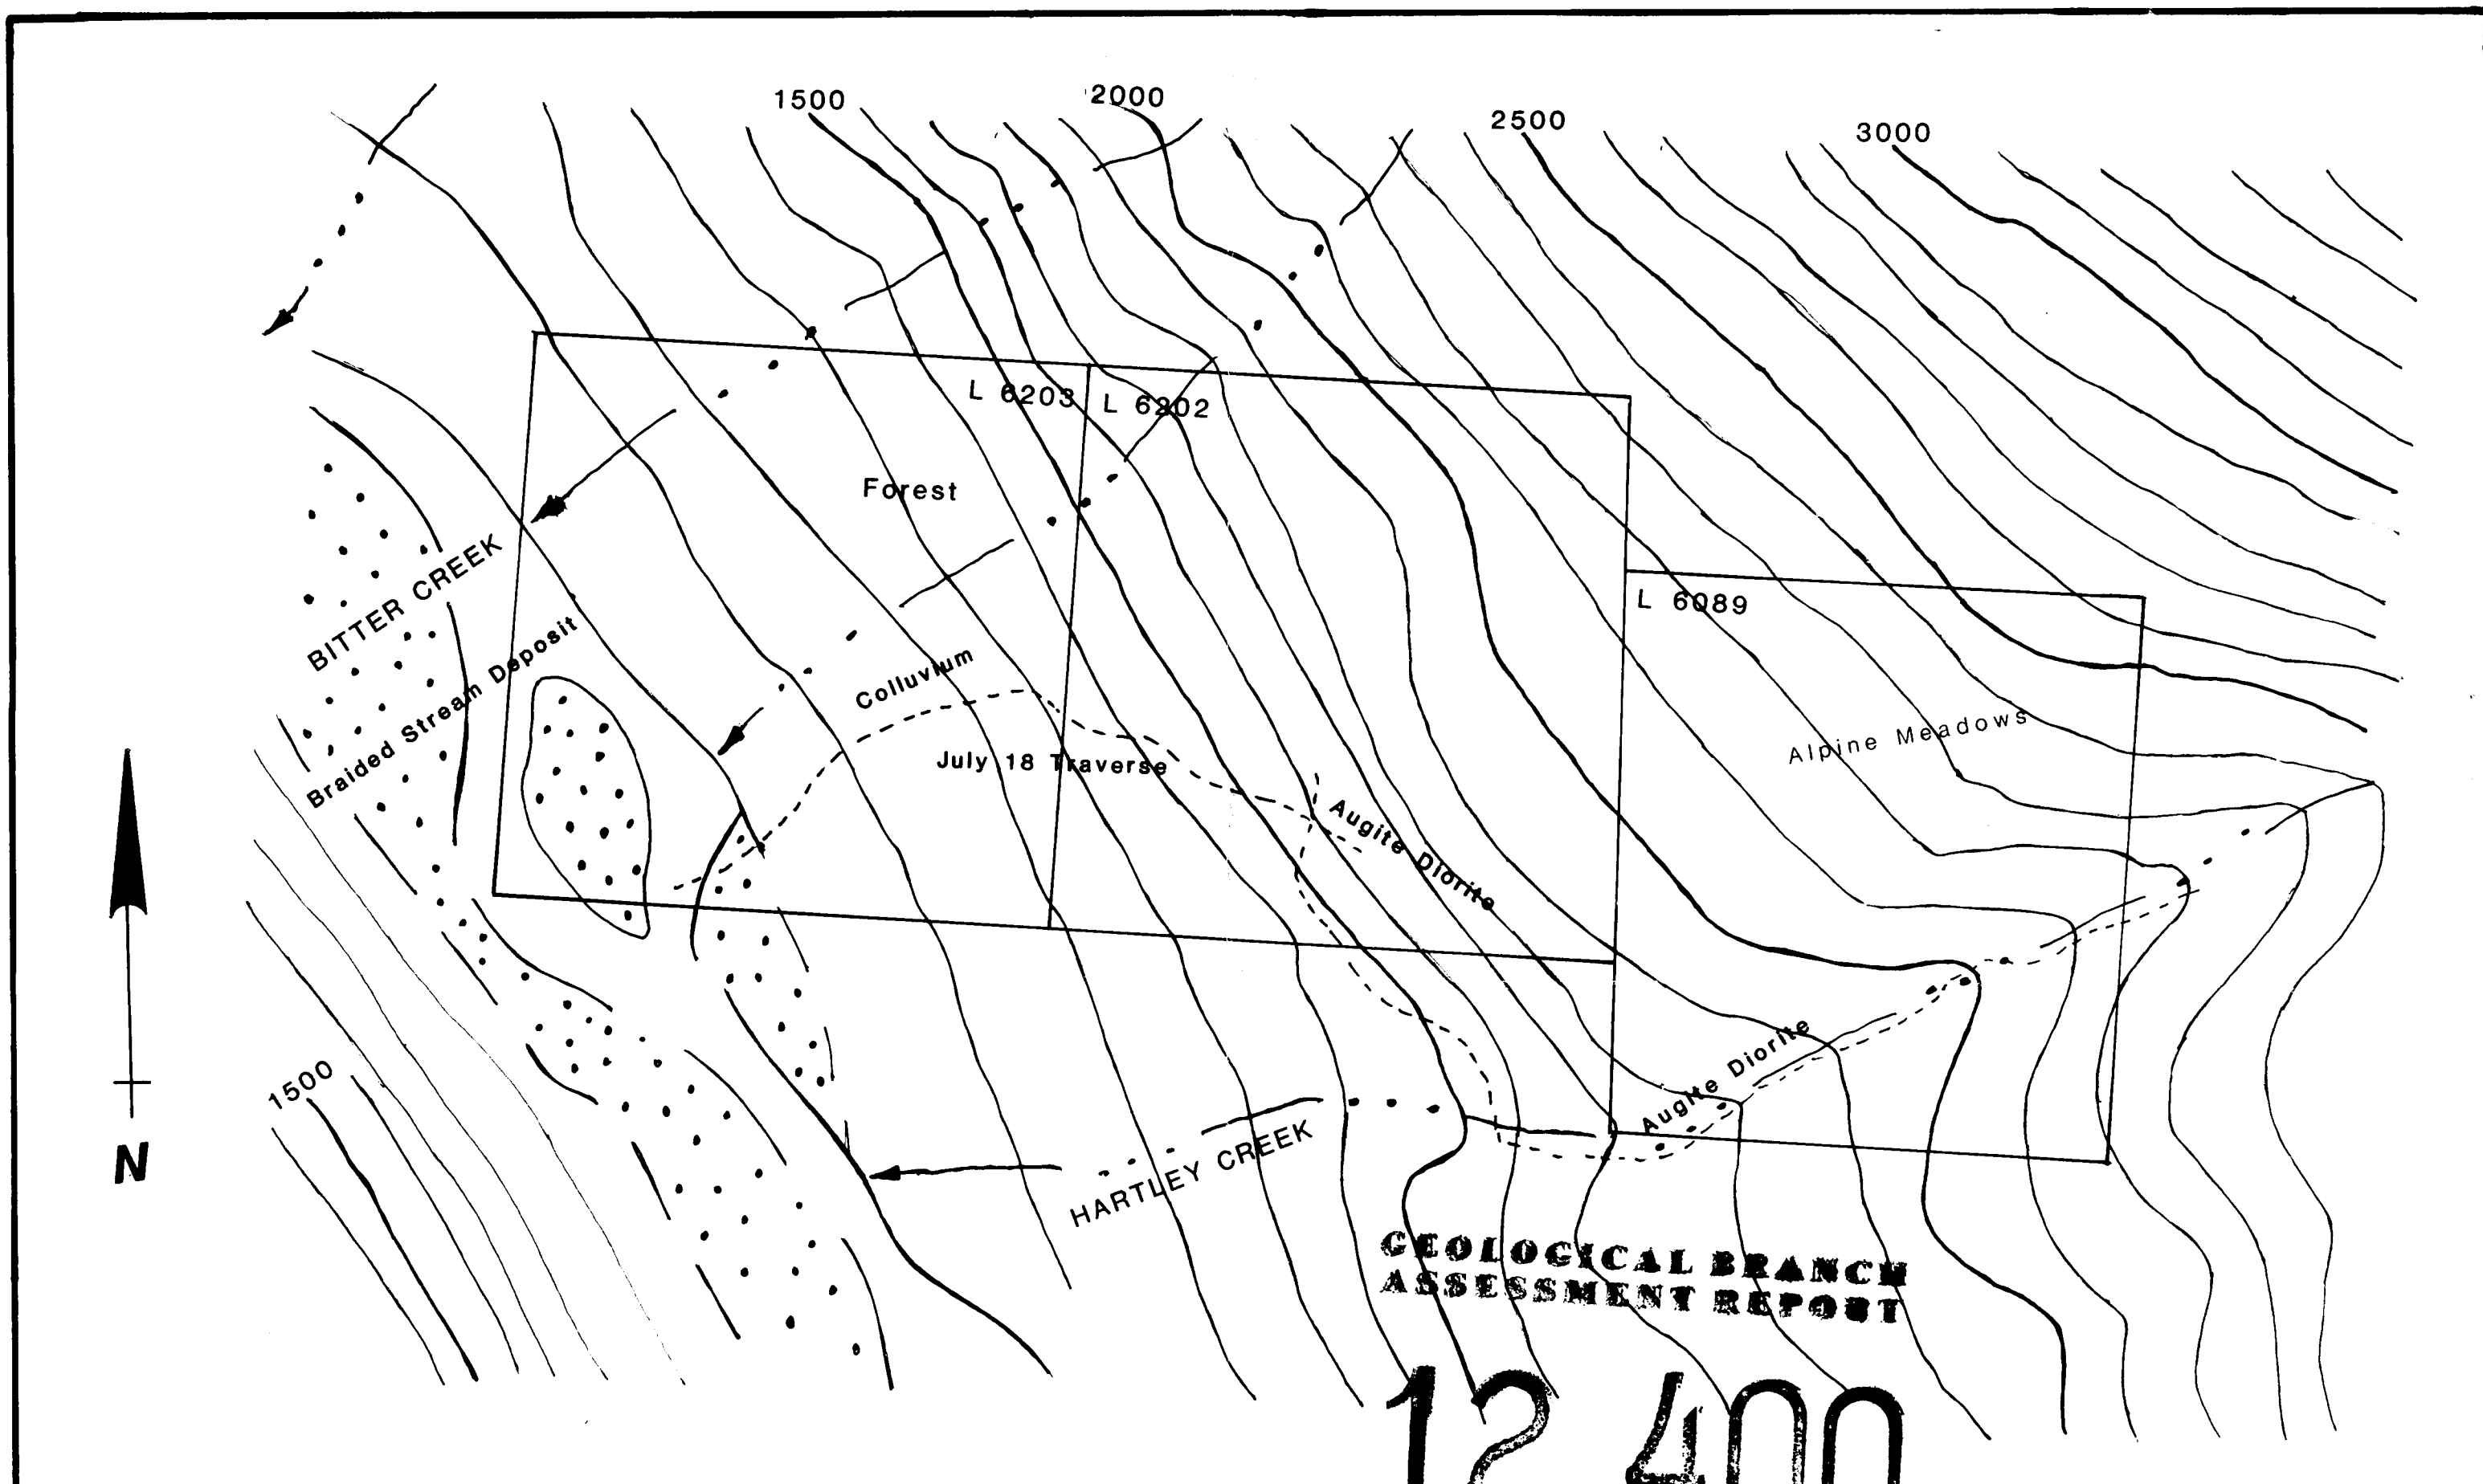 1500
2000
2500
3000
L 6203
L 6202
Forest
L 6089
BITTER CREEK
Braided Stream Deposit
Colluvium
July 18 Traverse
Alpine Meadows
Augite Diorite
Augite Diorite
1500
HARTLEY CREEK
N
GEOLOGICAL BRANCH
ASSESSMENT REPORT
12 400